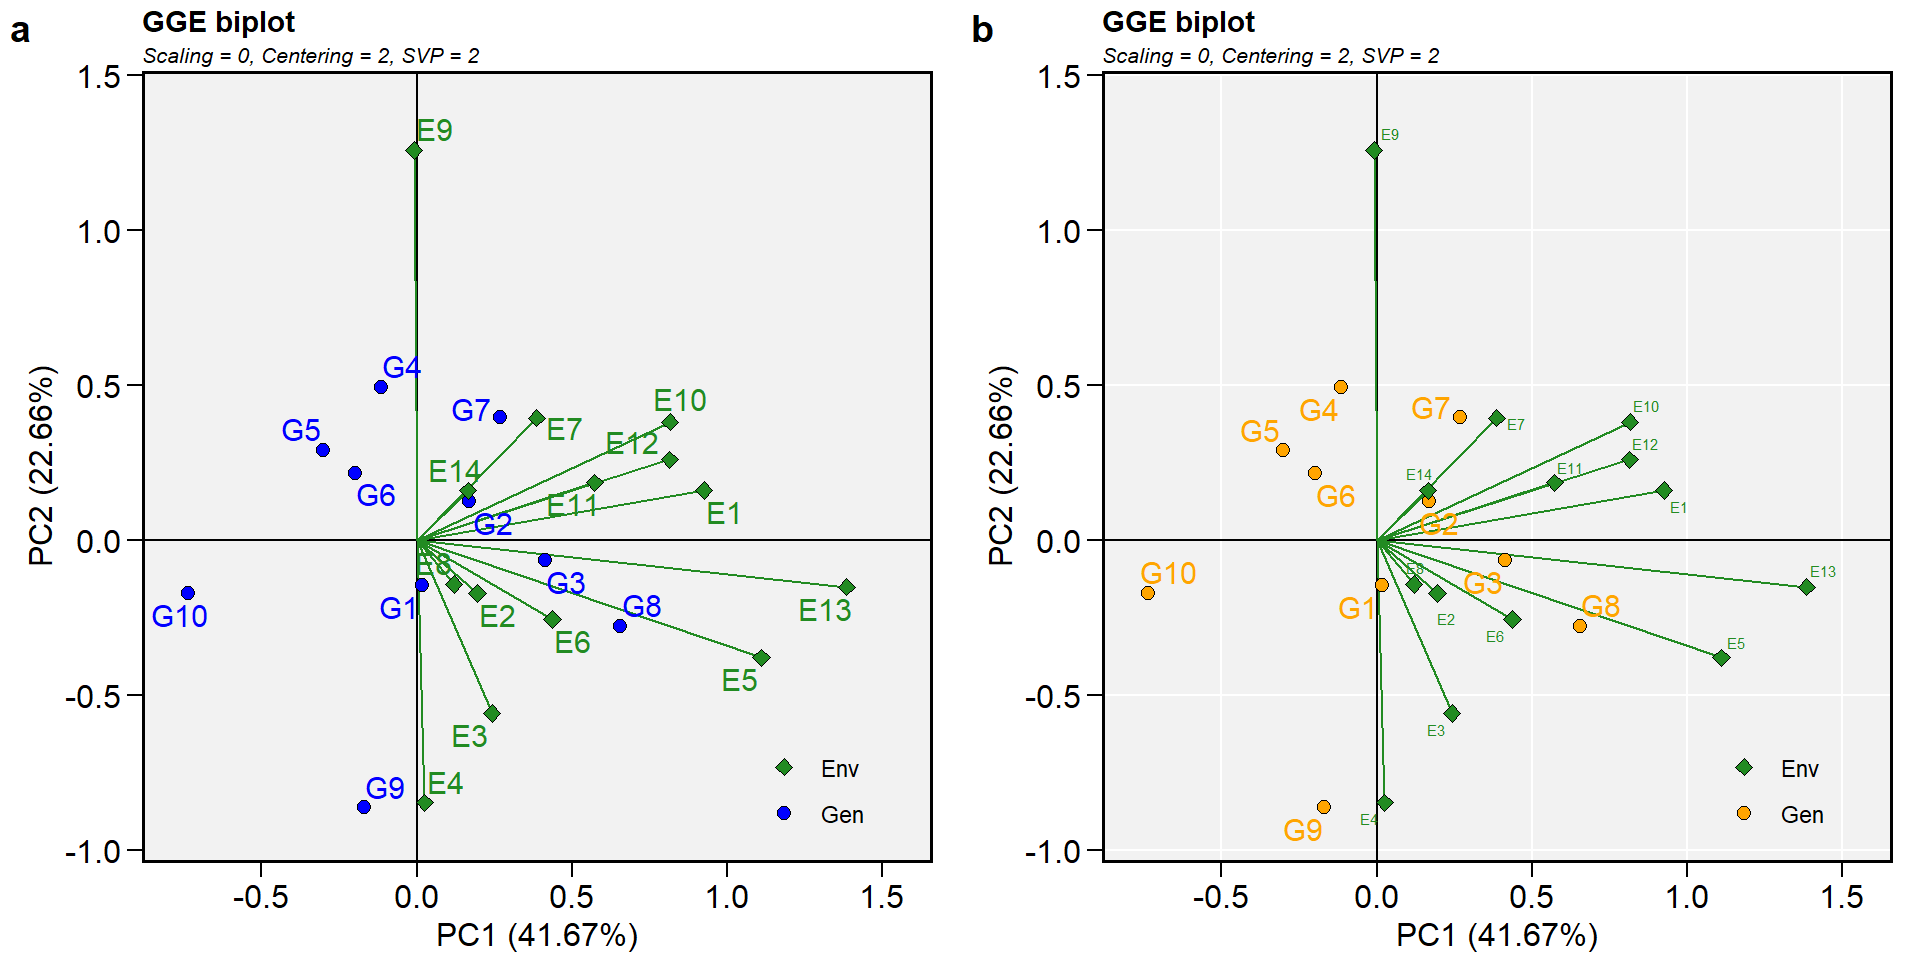 a
GGE biplot
Scaling = 0, Centering = 2, SVP = 2
1.5
1.0
0.5
0.0
-0.5
-1.0
PC2 (22.66%)
E9
G4
G7
E10
E7
G5
E12
E14
G6
E11
E1
G2
E8
G3
G10
G1
E2
G8
E13
E6
E5
E3
G9
E4
Env
Gen
-0.5
0.0
0.5
1.0
1.5
PC1 (41.67%)
b
GGE biplot
Scaling = 0, Centering = 2, SVP = 2
1.5
1.0
0.5
0.0
-0.5
-1.0
PC2 (22.66%)
E9
G4
G7
E10
E7
G5
E12
E14
E11
G6
E1
G2
E8
G10
G3
E13
G1
E2
G8
E6
E5
E3
E4
G9
Env
Gen
-0.5
0.0
0.5
1.0
1.5
PC1 (41.67%)